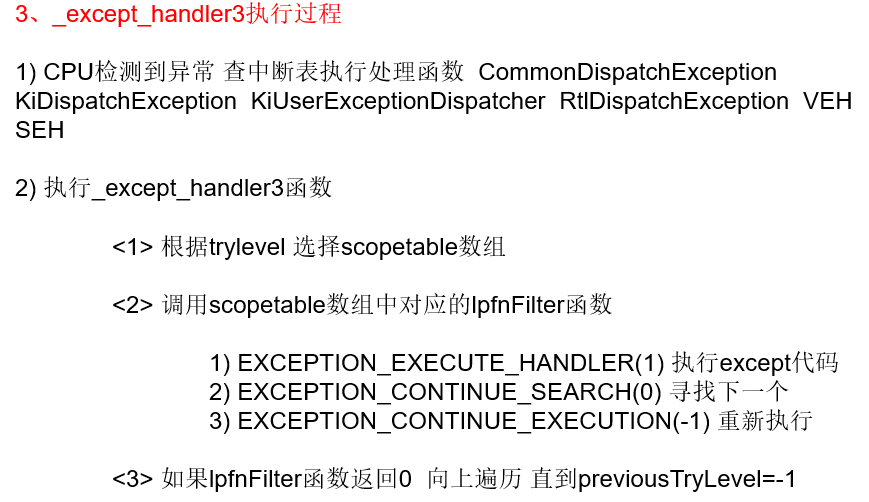 3、_except_handler3执行过程
1) CPU检测到异常 查中断表执行处理函数 CommonDispatchException
KiDispatchException KiUserExceptionDispatcher RtlDispatchException VEH
SEH
2) 执行_except_handler3函数
<1> 根据trylevel 选择scopetable数组
<2> 调用scopetable数组中对应的lpfnFilter函数
1) EXCEPTION_EXECUTE_HANDLER(1) 执行except代码
2) EXCEPTION_CONTINUE_SEARCH(0) 寻找下一个
3) EXCEPTION_CONTINUE_EXECUTION(-1) 重新执行
<3> 如果lpfnFilter函数返回0 向上遍历 直到previousTryLevel=-1